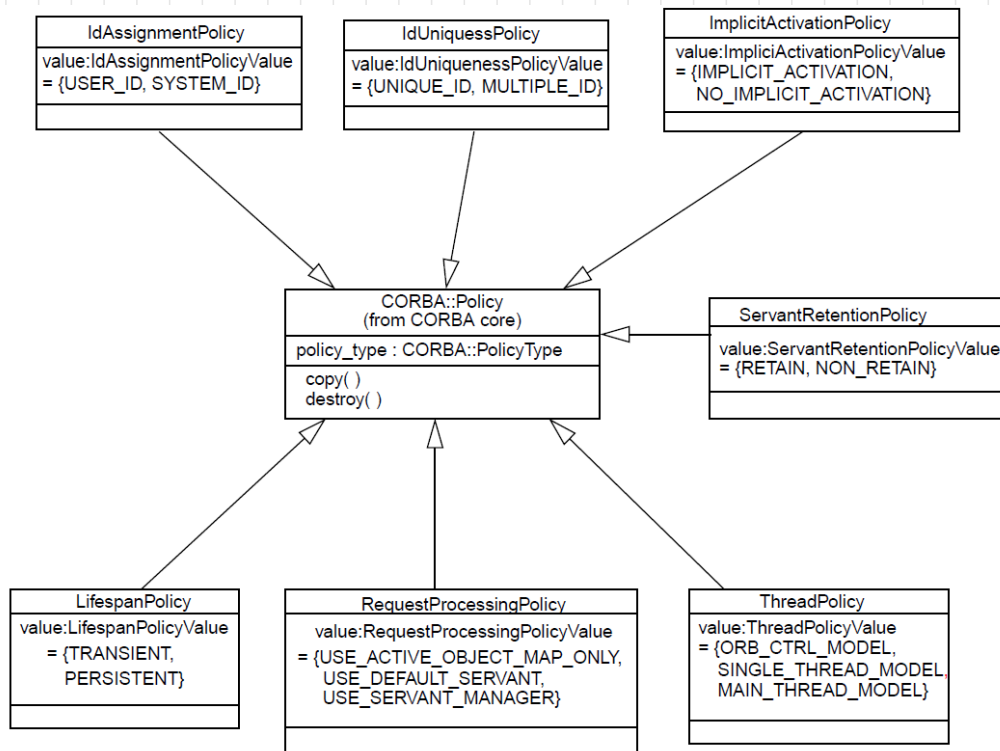 IdAssignmentPolicy
value:IdAssignmentPolicyValue
= {USER_ID, SYSTEM_ID}
IdUniquessPolicy
value:IdUniquenessPolicyValue
= {UNIQUE_ID, MULTIPLE_ID}
ImplicitActivationPolicy
value:ImpliciActivationPolicyValue
= {IMPLICIT_ACTIVATION,
NO_IMPLICIT_ACTIVATION}
CORBA::Policy
(from CORBA core)
policy_type : CORBA::PolicyType
copy( )
destroy( )
ServantRetentionPolicy
value:ServantRetentionPolicyValue
= {RETAIN, NON_RETAIN}
LifespanPolicy
value:LifespanPolicyValue
= {TRANSIENT,
PERSISTENT}
RequestProcessingPolicy
value:RequestProcessingPolicyValue
= {USE_ACTIVE_OBJECT_MAP_ONLY,
USE_DEFAULT_SERVANT,
USE_SERVANT_MANAGER}
ThreadPolicy
value:ThreadPolicyValue
= {ORB_CTRL_MODEL,
SINGLE_THREAD_MODEL,
MAIN_THREAD_MODEL}